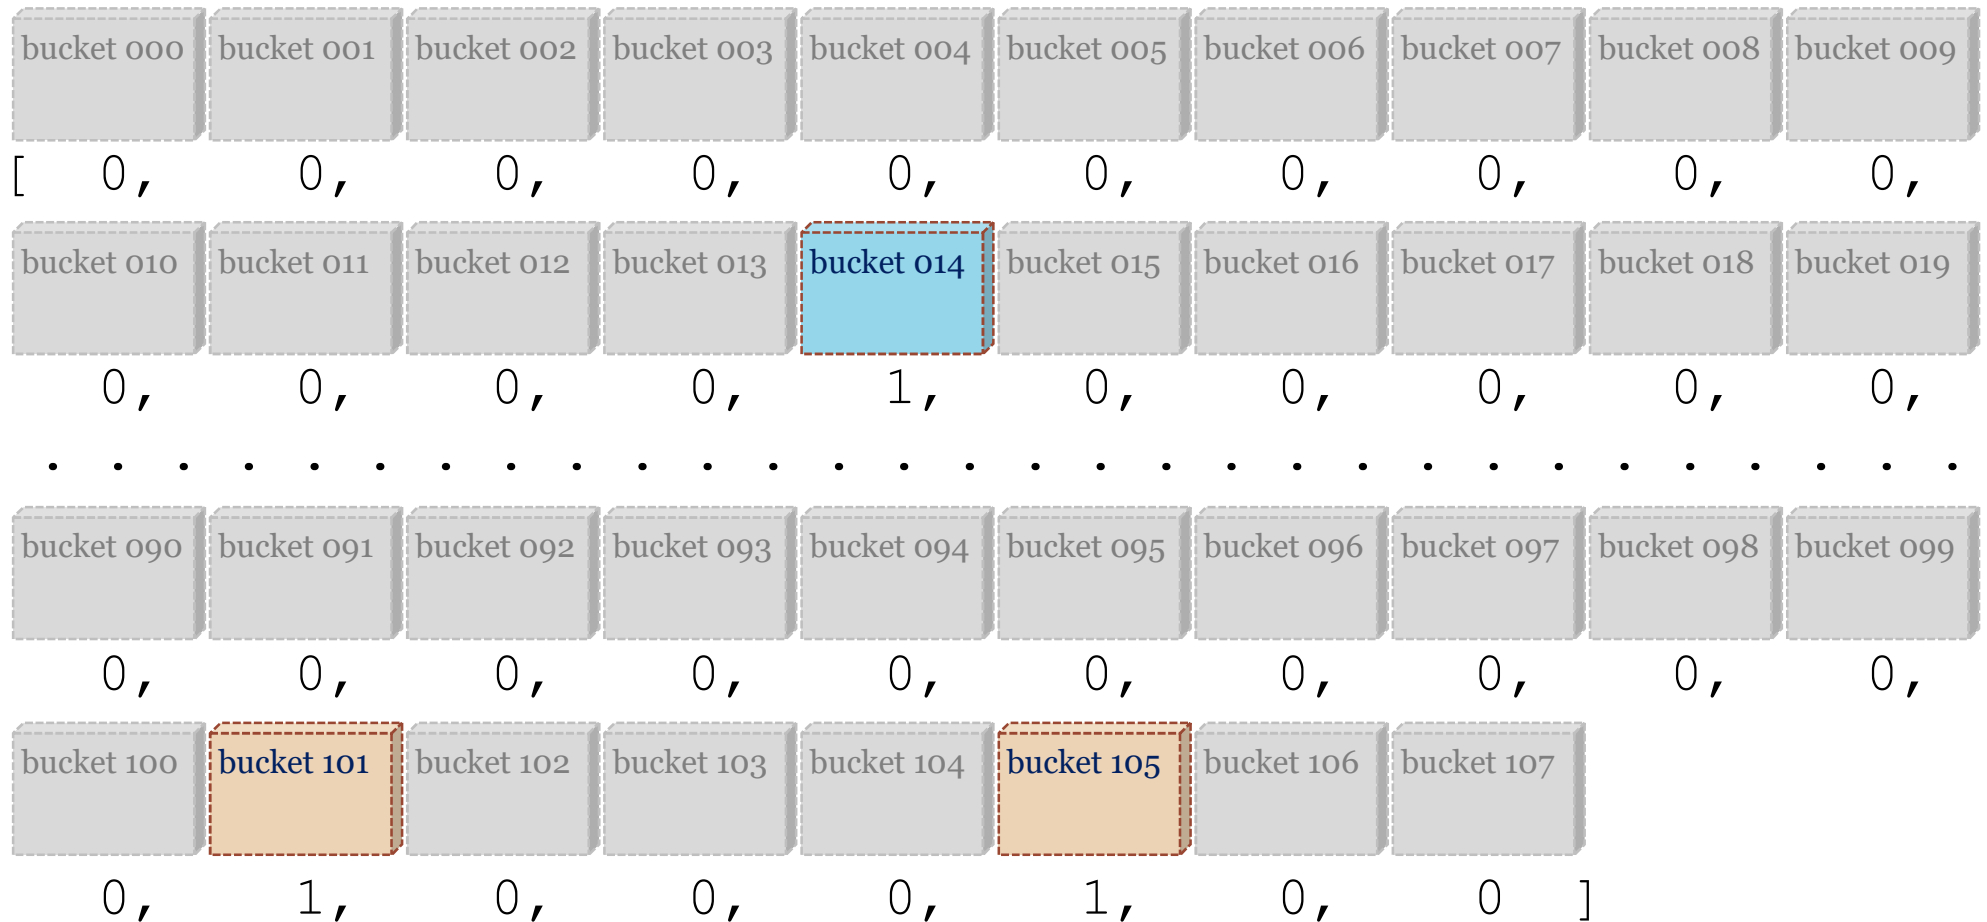 bucket 000 bucket 001 bucket 002 bucket 003 bucket 004 bucket 005 bucket 006 bucket 007 bucket 008 bucket 009
[ 0, 0, 0, 0, 0, 0, 0, 0, 0, 0,
bucket 010 bucket 011 bucket 012 bucket 013 bucket 014 bucket 015 bucket 016 bucket 017 bucket 018 bucket 019
0, 0, 0, 0, 1, 0, 0, 0, 0, 0,
. . . . . . . . . . . . . . . . . . . . . . . . . . . . . .
bucket 090 bucket 091 bucket 092 bucket 093 bucket 094 bucket 095 bucket 096 bucket 097 bucket 098 bucket 099
0, 0, 0, 0, 0, 0, 0, 0, 0, 0,
bucket 100 bucket 101 bucket 102 bucket 103 bucket 104 bucket 105 bucket 106 bucket 107
0, 1, 0, 0, 0, 1, 0, 0 ]